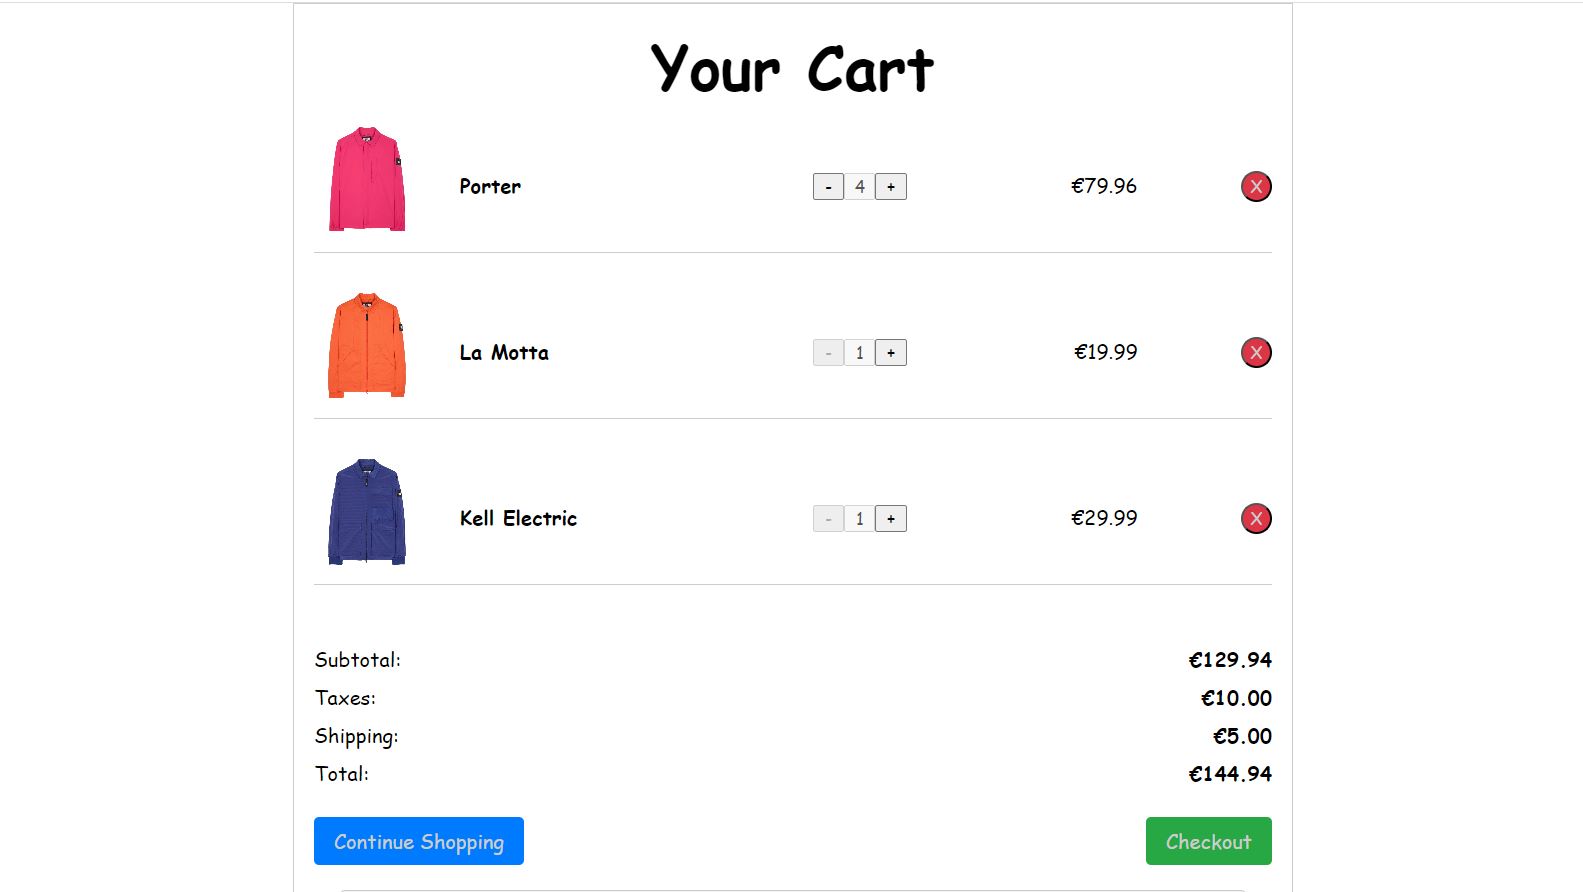 Your Cart
Porter - 4 + €79.96 X
La Motta - 1 + €19.99 X
Kell Electric - 1 + €29.99 X
Subtotal: €129.94
Taxes: €10.00
Shipping: €5.00
Total: €144.94
Continue Shopping Checkout